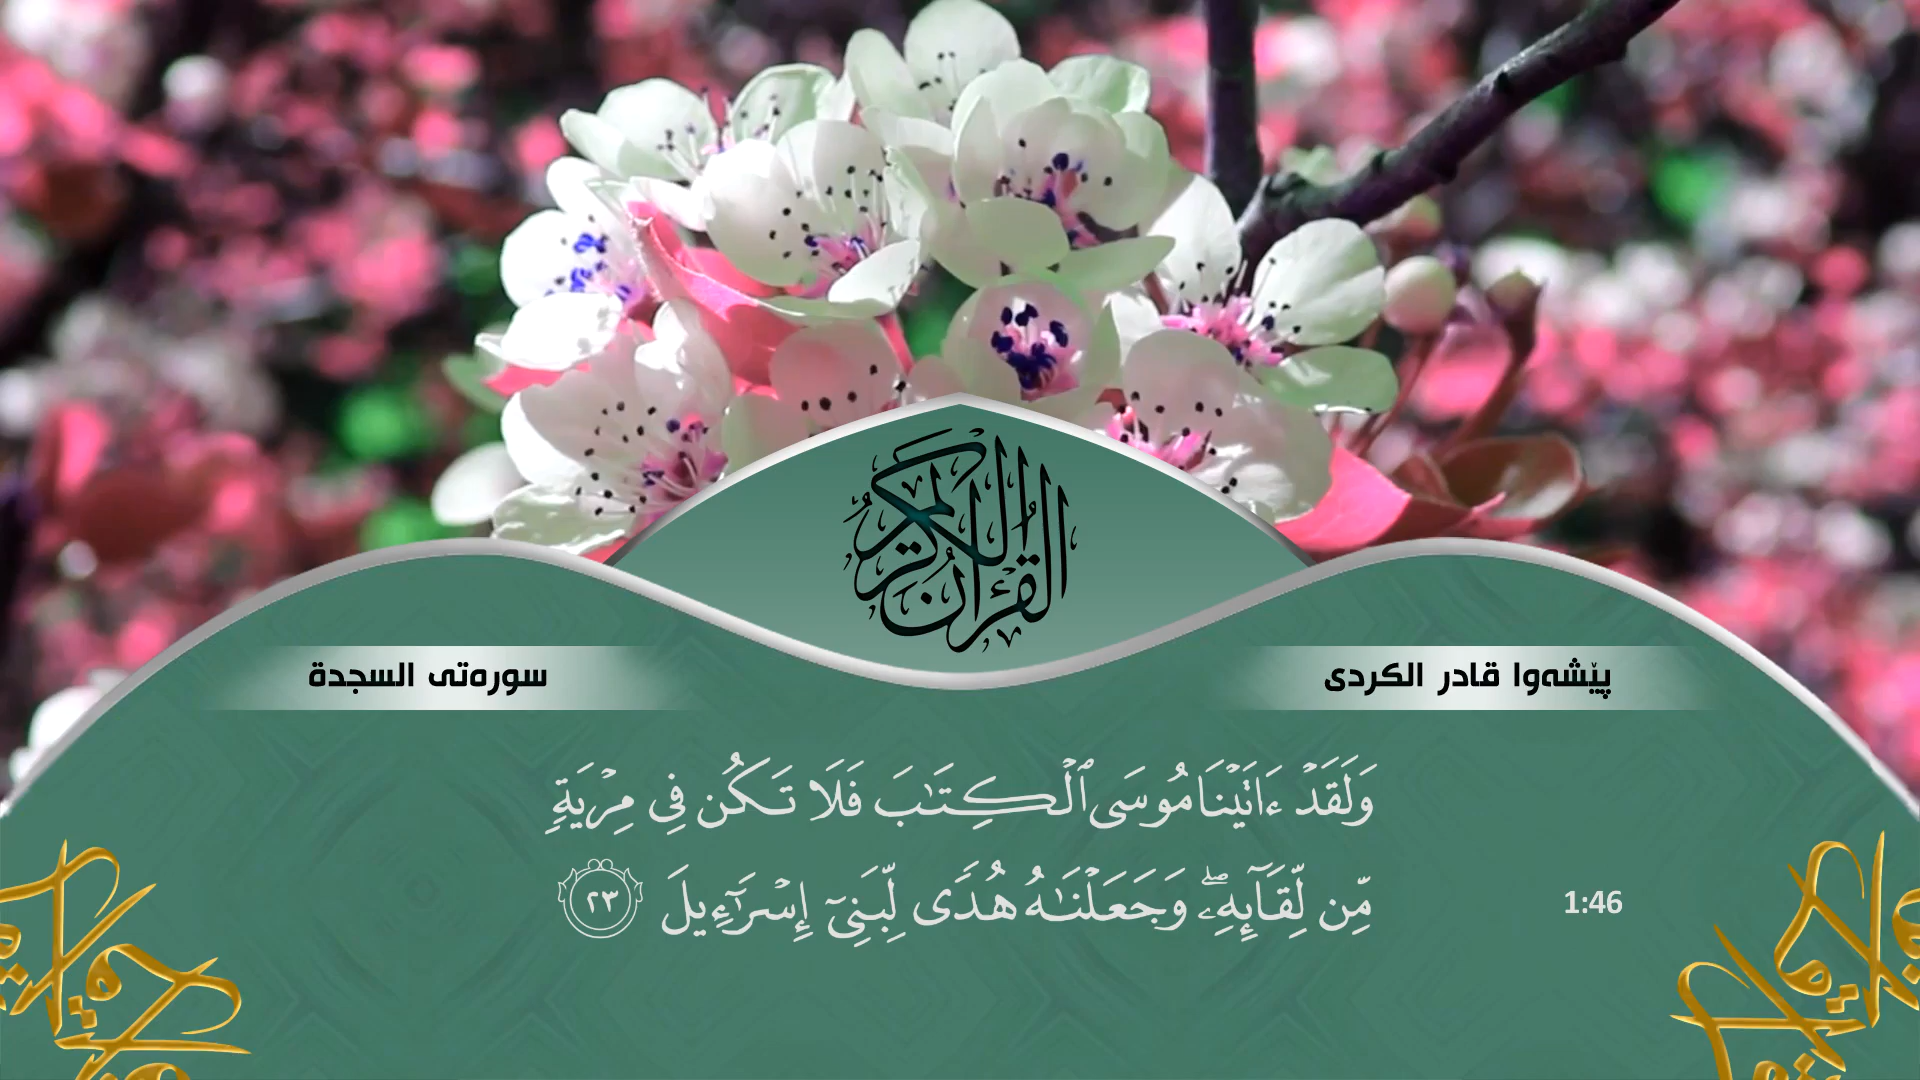 القرآن الكريم
پێشەوا قادر الكردی
سورەتی السجدة
وَلَقَدْ ءَاتَيْنَا مُوسَى ٱلْكِتَٰبَ فَلَا تَكُن فِى مِرْيَةٍ
مِّن لِّقَآئِهِۦ ۖ وَجَعَلْنَٰهُ هُدًى لِّبَنِىٓ إِسْرَٰٓءِيلَ ٢٣
1:46